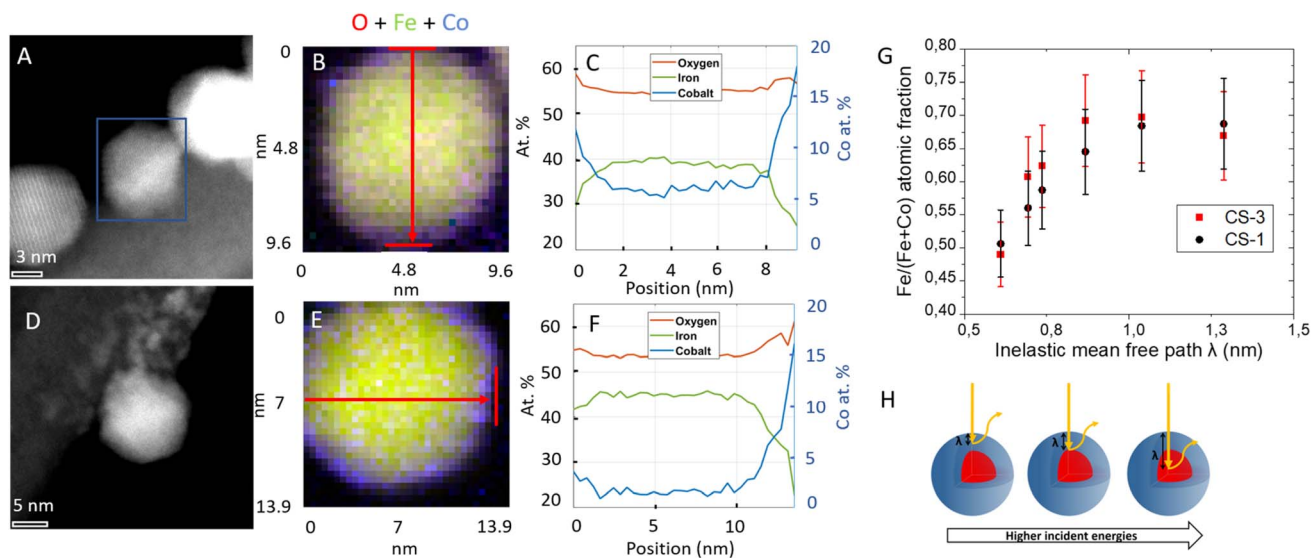 O + Fe + Co
A
3 nm
B
0
nm
4.8
9.6
0
4.8
9.6
nm
C
Oxygen
Iron
Cobalt
At. %
60
50
40
30
20
Co at. %
20
15
10
5
0
0
2
4
6
8
Position (nm)
D
5 nm
E
0
nm
7
13.9
0
7
13.9
nm
F
Oxygen
Iron
Cobalt
At. %
60
50
40
30
20
Co at. %
20
15
10
5
0
0
5
10
Position (nm)
G
Fe/(Fe+Co) atomic fraction
0,80
0,75
0,70
0,65
0,60
0,55
0,50
0,45
0,40
CS-3
CS-1
0,5
0,8
1,0
1,3
1,5
Inelastic mean free path λ (nm)
H
λ
λ
λ
Higher incident energies